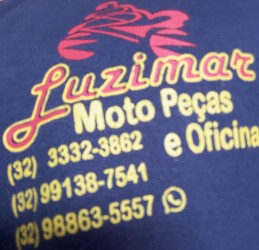 Luzimar
Moto Peças
e Oficina
(32) 3332-3862
(32) 99138-7541
(32) 98863-5557